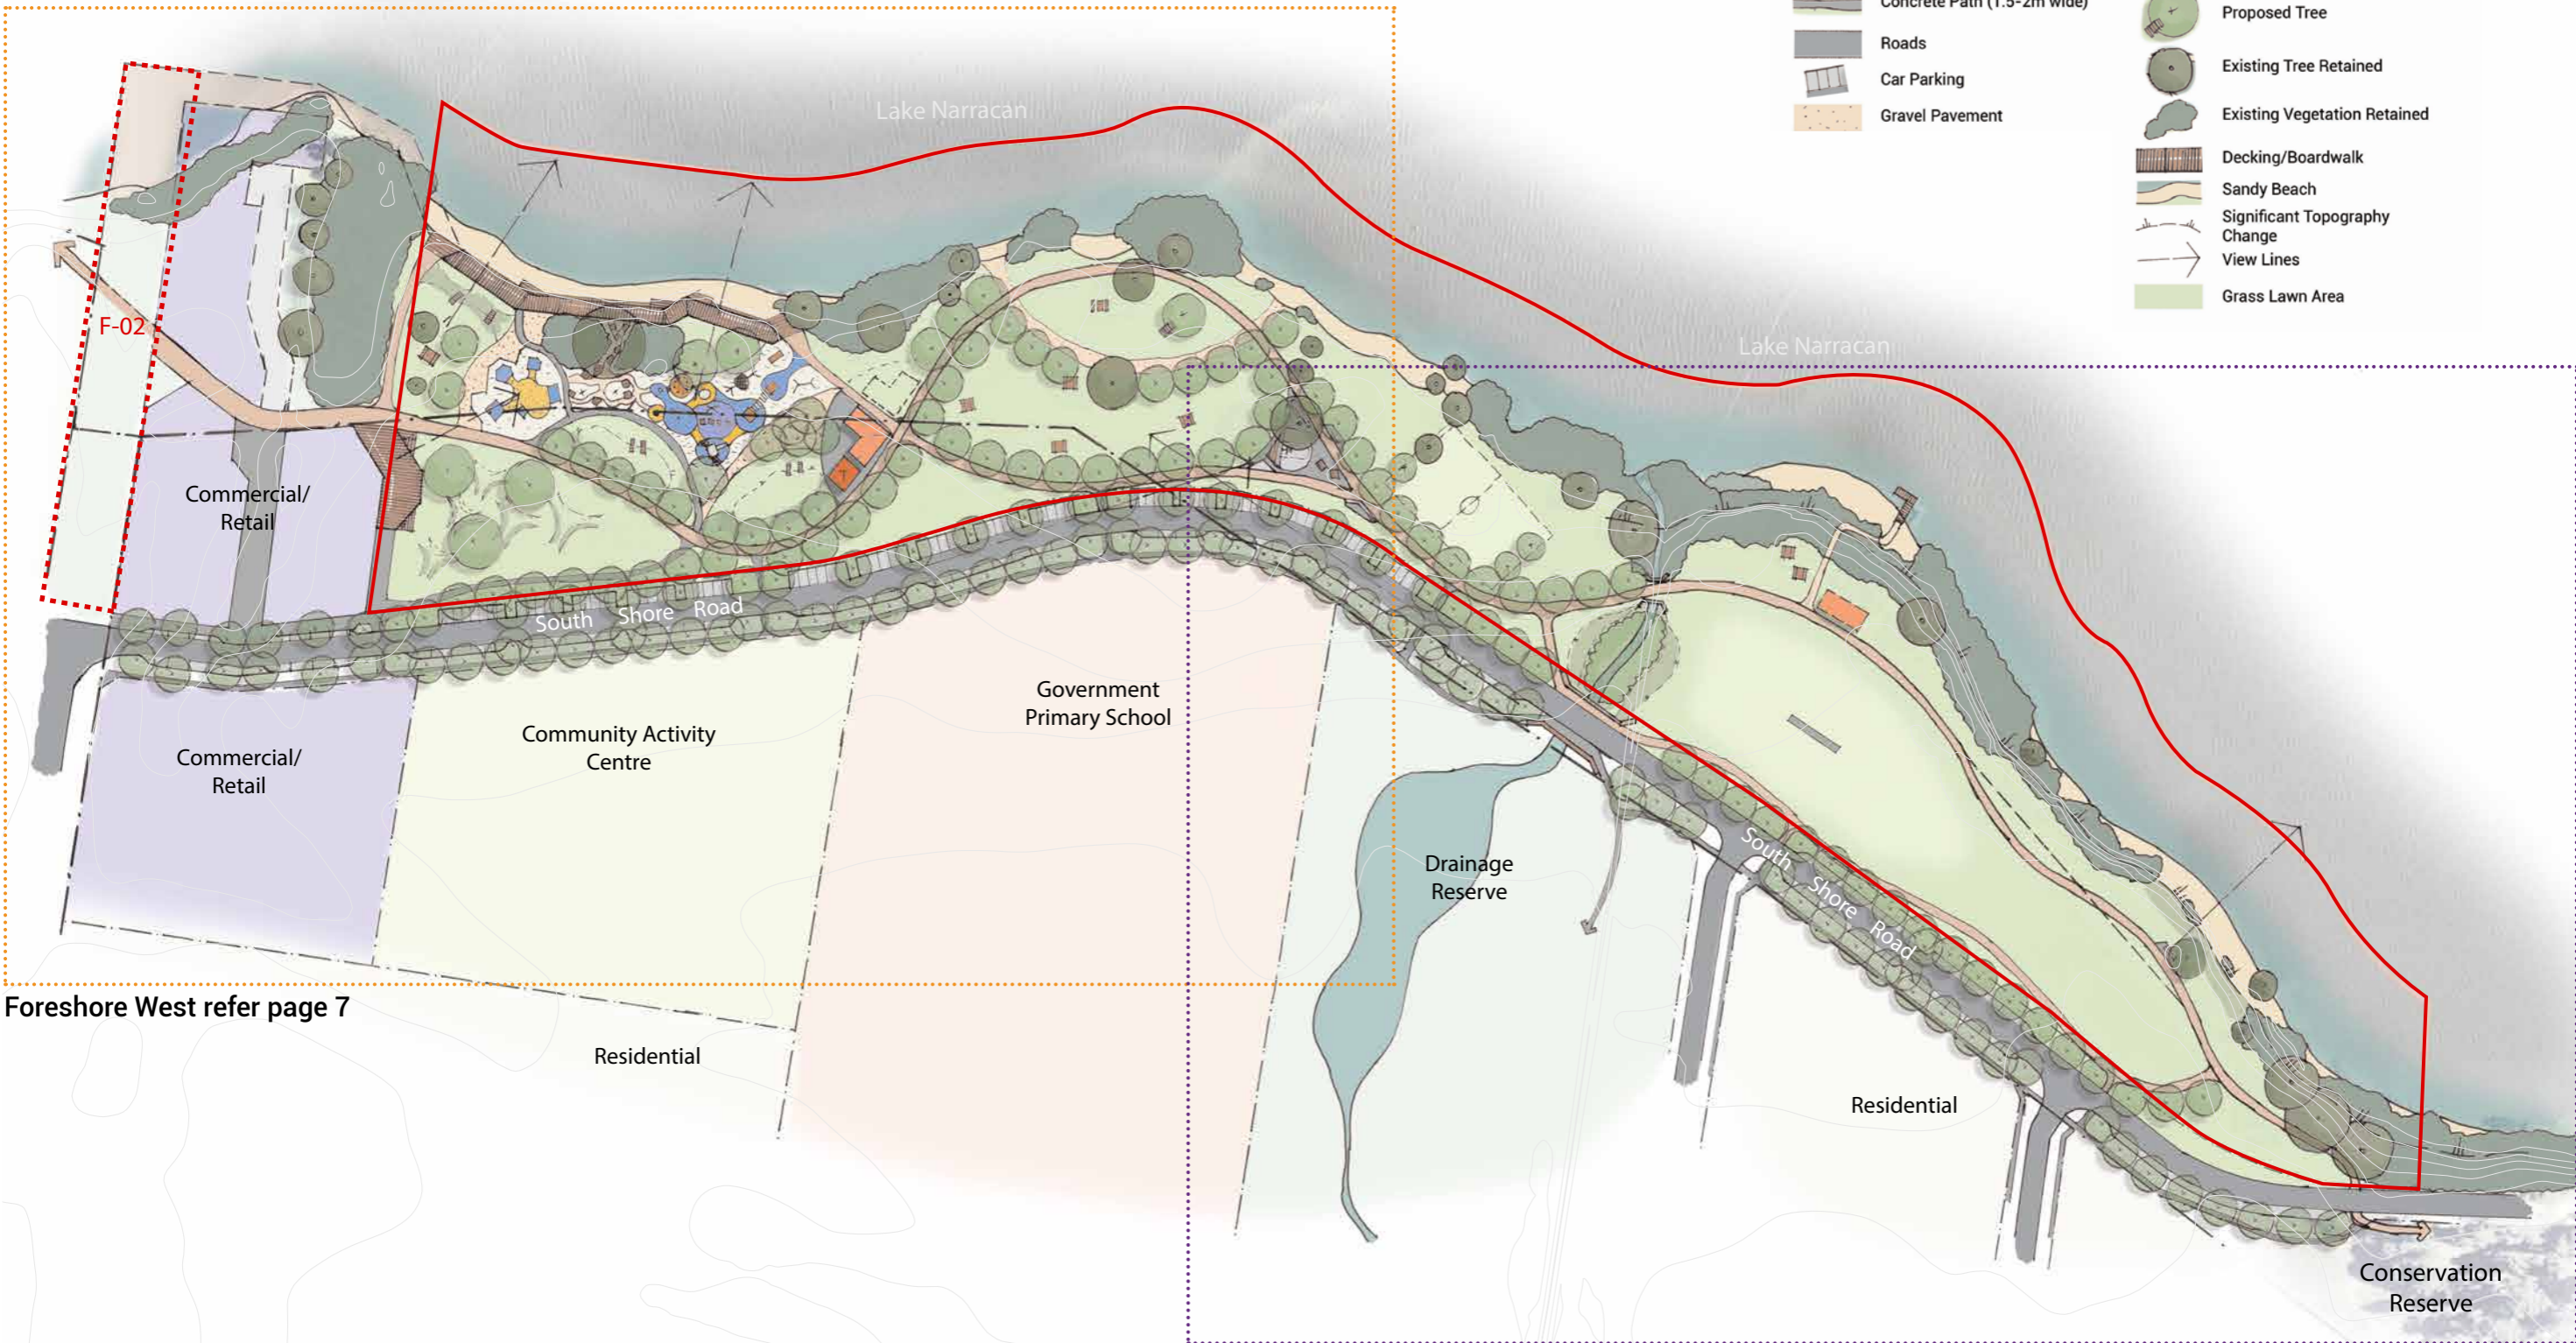 Concrete Path (1.5-2m wide)
Roads
Car Parking
Gravel Pavement
Proposed Tree
Existing Tree Retained
Existing Vegetation Retained
Decking/Boardwalk
Sandy Beach
Significant Topography
Change
View Lines
Grass Lawn Area
Lake Narracan
Lake Narracan
F-02
Commercial/
Retail
South Shore Road
Commercial/
Retail
Community Activity
Centre
Government
Primary School
Drainage
Reserve
South Shore Road
Foreshore West refer page 7
Residential
Residential
Conservation
Reserve